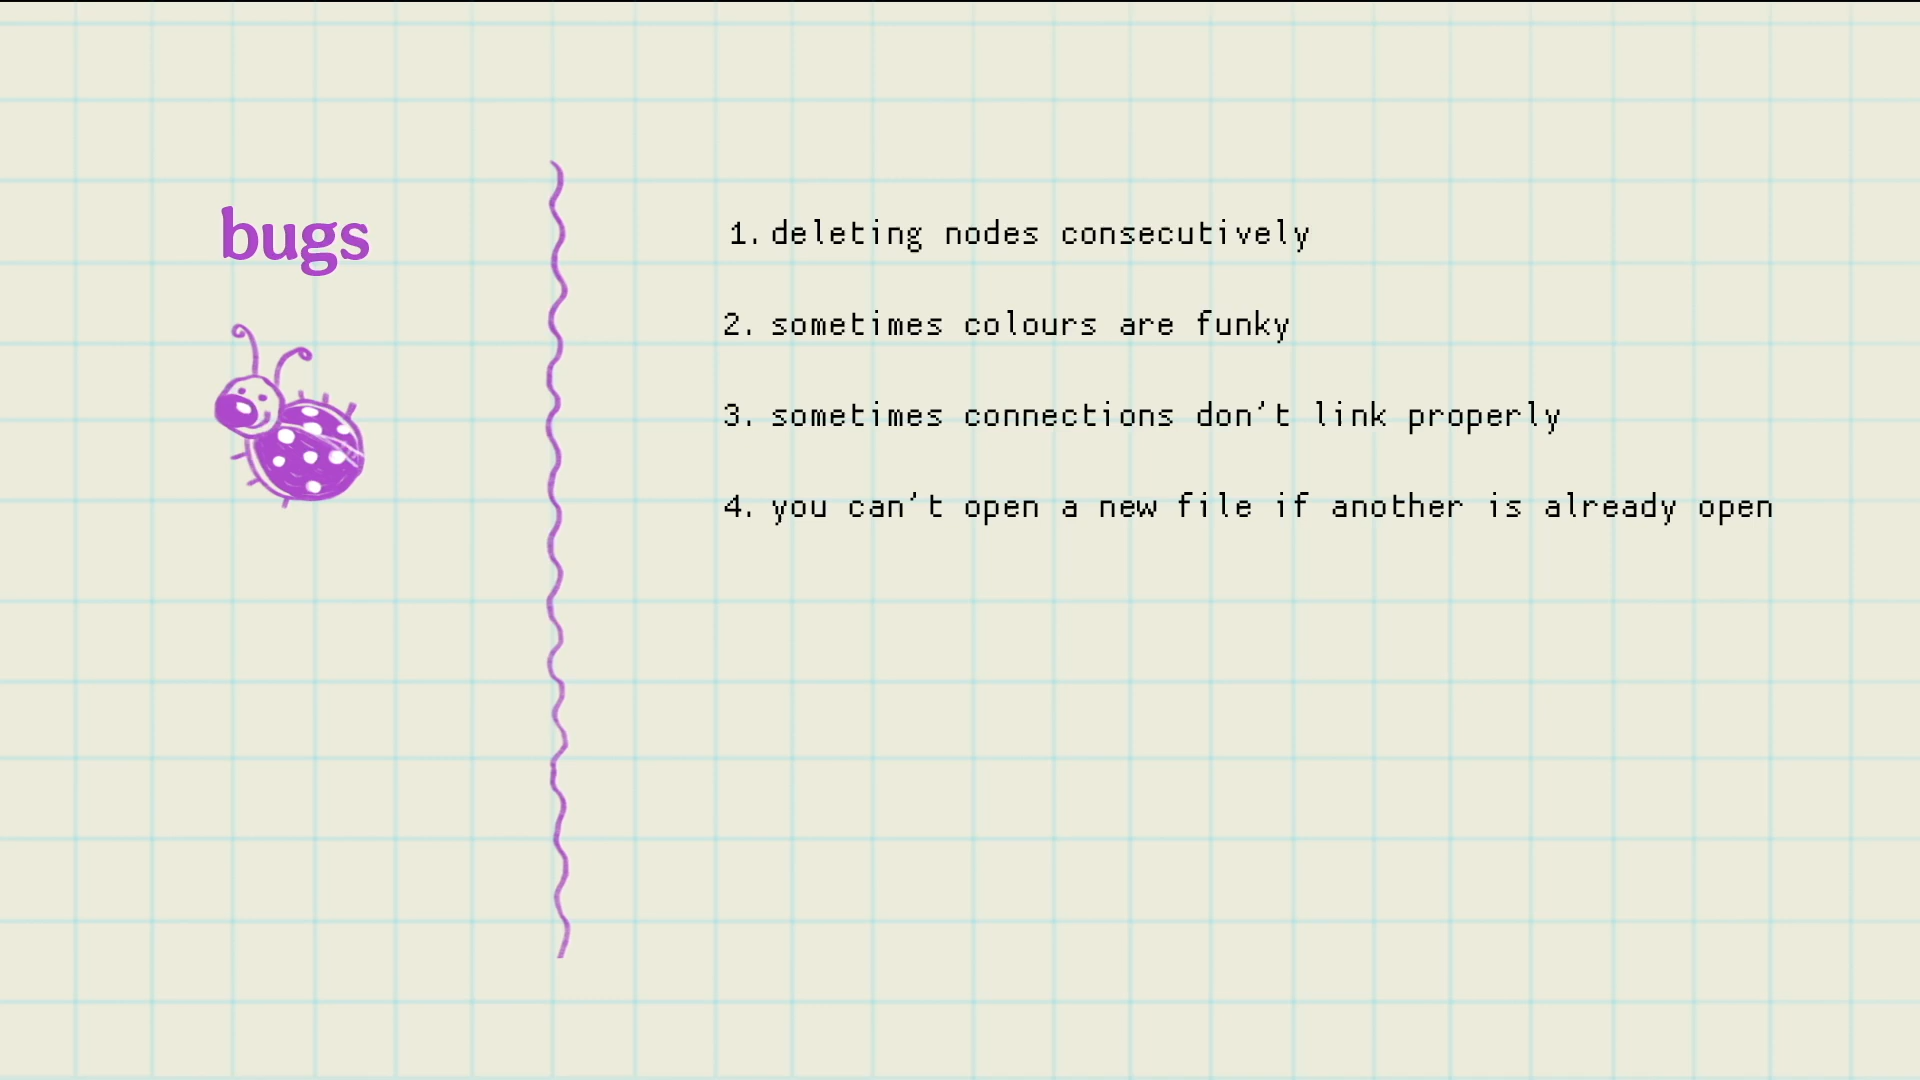 bugs
1. deleting nodes consecutively
2. sometimes colours are funky
3. sometimes connections don't link properly
4. you can't open a new file if another is already open